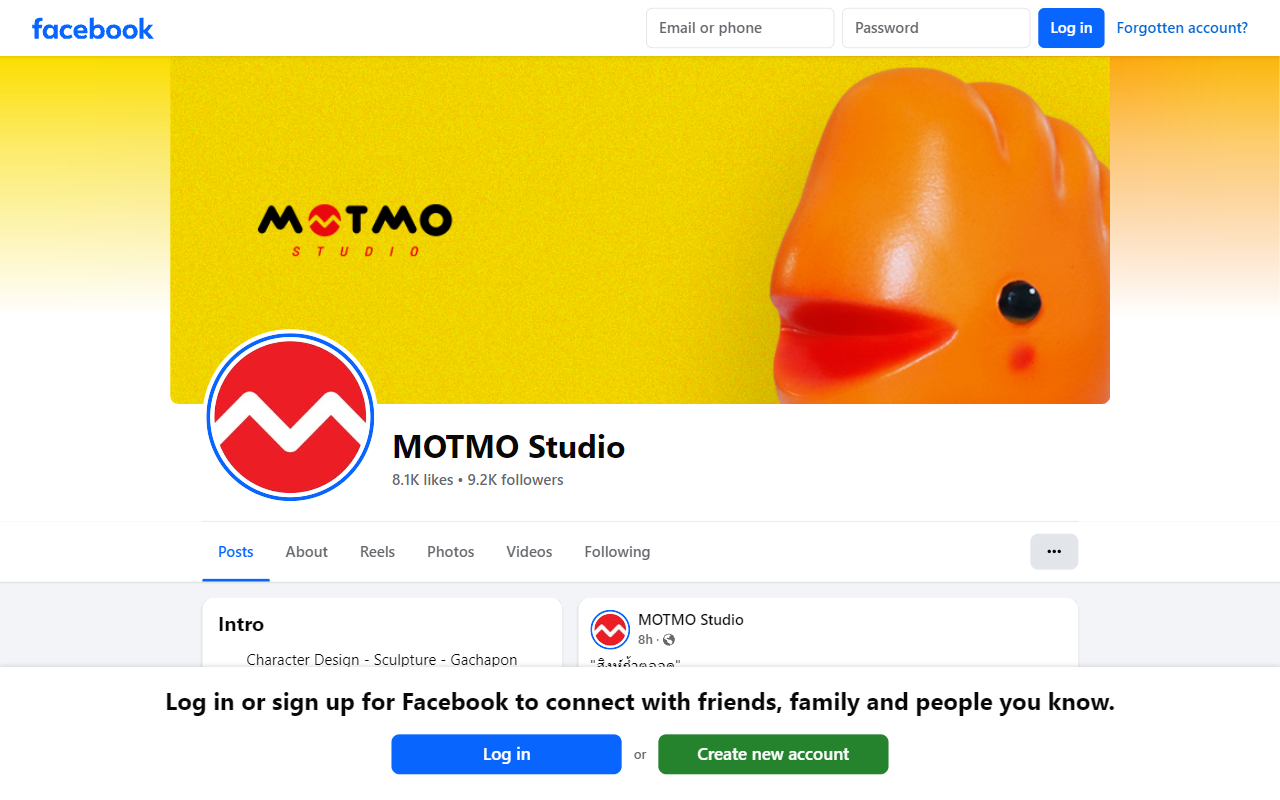 facebook
Email or phone
Password
Log in
Forgotten account?
MOTMO
STUDIO
MOTMO Studio
8.1K likes • 9.2K followers
Posts
About
Reels
Photos
Videos
Following
Intro
Character Design - Sculpture - Gachapon
MOTMO Studio
8h ·
Log in or sign up for Facebook to connect with friends, family and people you know.
Log in
or
Create new account